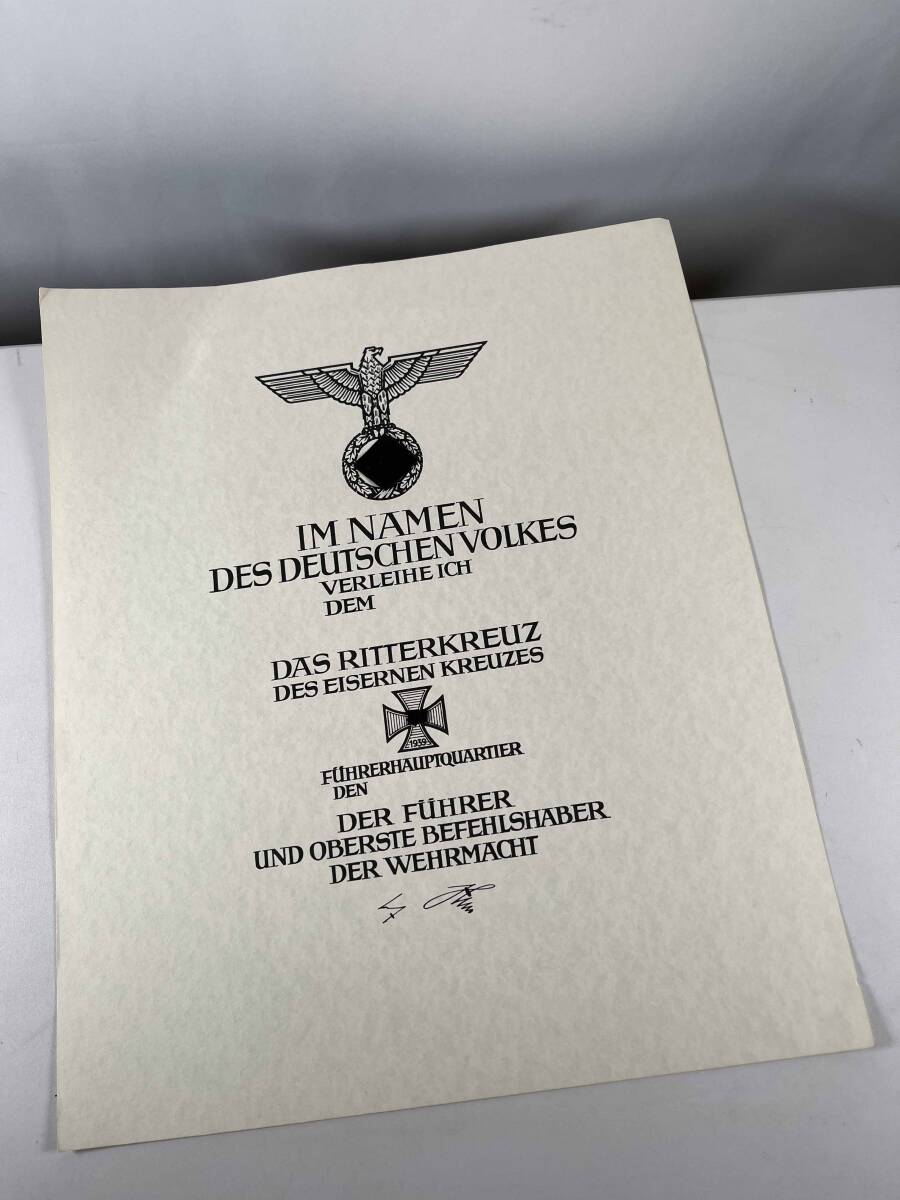 IM NAMEN
DES DEUTSCHEN VOLKES
VERLEIHE ICH
DEM
DAS RITTERKREUZ
DES EISERNEN KREUZES
1939
FÜHRERHAUPTQUARTIER
DEN
DER FÜHRER
UND OBERSTE BEFEHLSHABER
DER WEHRMACHT